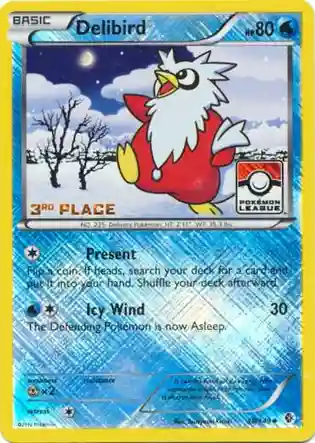 BASIC
Delibird
HP80
3RD PLACE
POKÉMON
LEAGUE
NO. 225 Delivery Pokémon HT: 2'11" WT: 35.3 lbs.
Present
Flip a coin. If heads, search your deck for a card and
put it into your hand. Shuffle your deck afterward.
Icy Wind 30
The Defending Pokémon is now Asleep.
weakness
resistance
×2
retreat